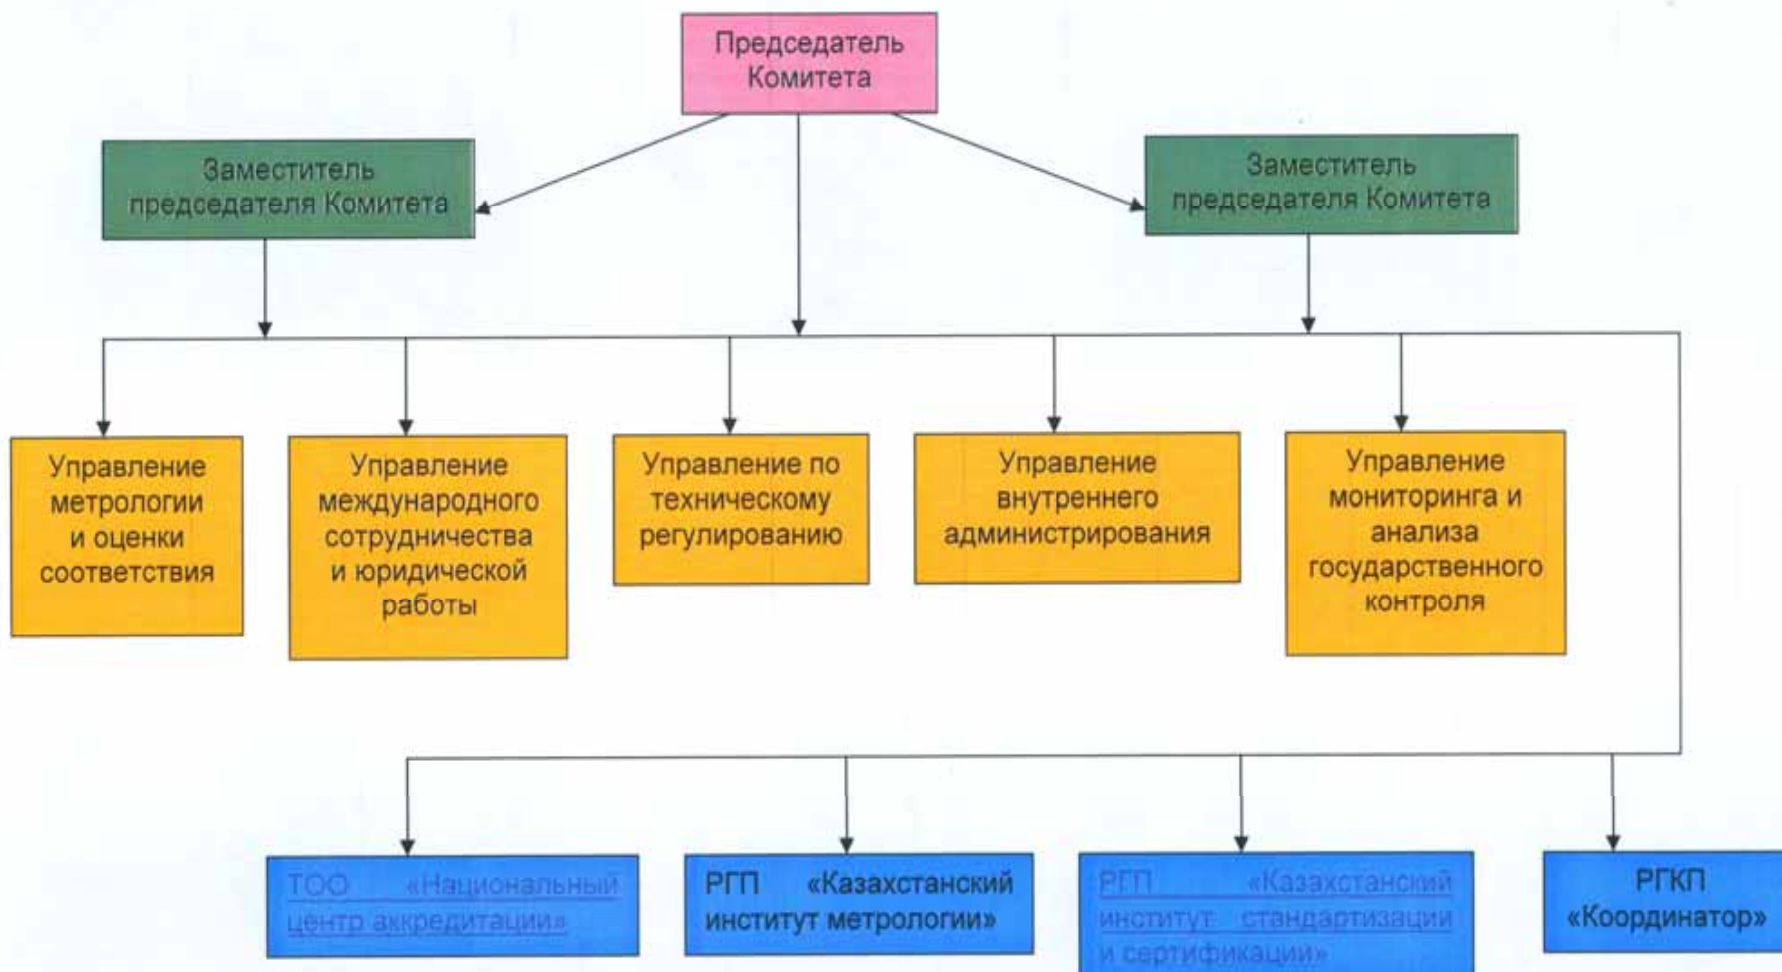 Председатель
Комитета
Заместитель
председателя Комитета
Заместитель
председателя Комитета
Управление
метрологии
и оценки
соответствия
Управление
международного
сотрудничества
и юридической
работы
Управление по
техническому
регулированию
Управление
внутреннего
администрирования
Управление
мониторинга и
анализа
государственного
контроля
ТОО «Национальный
центр аккредитации»
РГП «Казахстанский
институт метрологии»
РГП «Казахстанский
институт стандартизации
и сертификации»
РГКП
«Координатор»